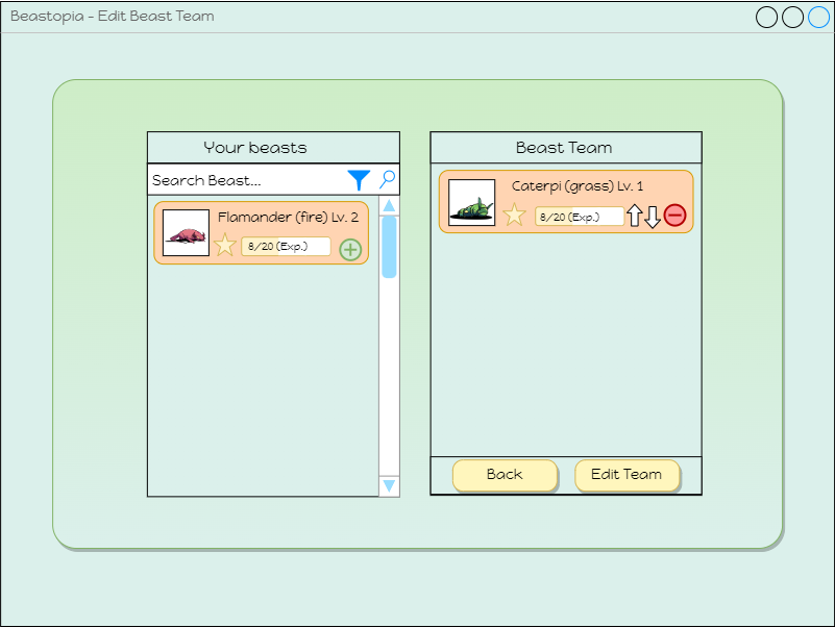 Beastopia - Edit Beast Team
Your beasts
Search Beast...
Flamander (fire) Lv. 2
8/20 (Exp.)
Beast Team
Caterpi (grass) Lv. 1
8/20 (Exp.)
Back
Edit Team